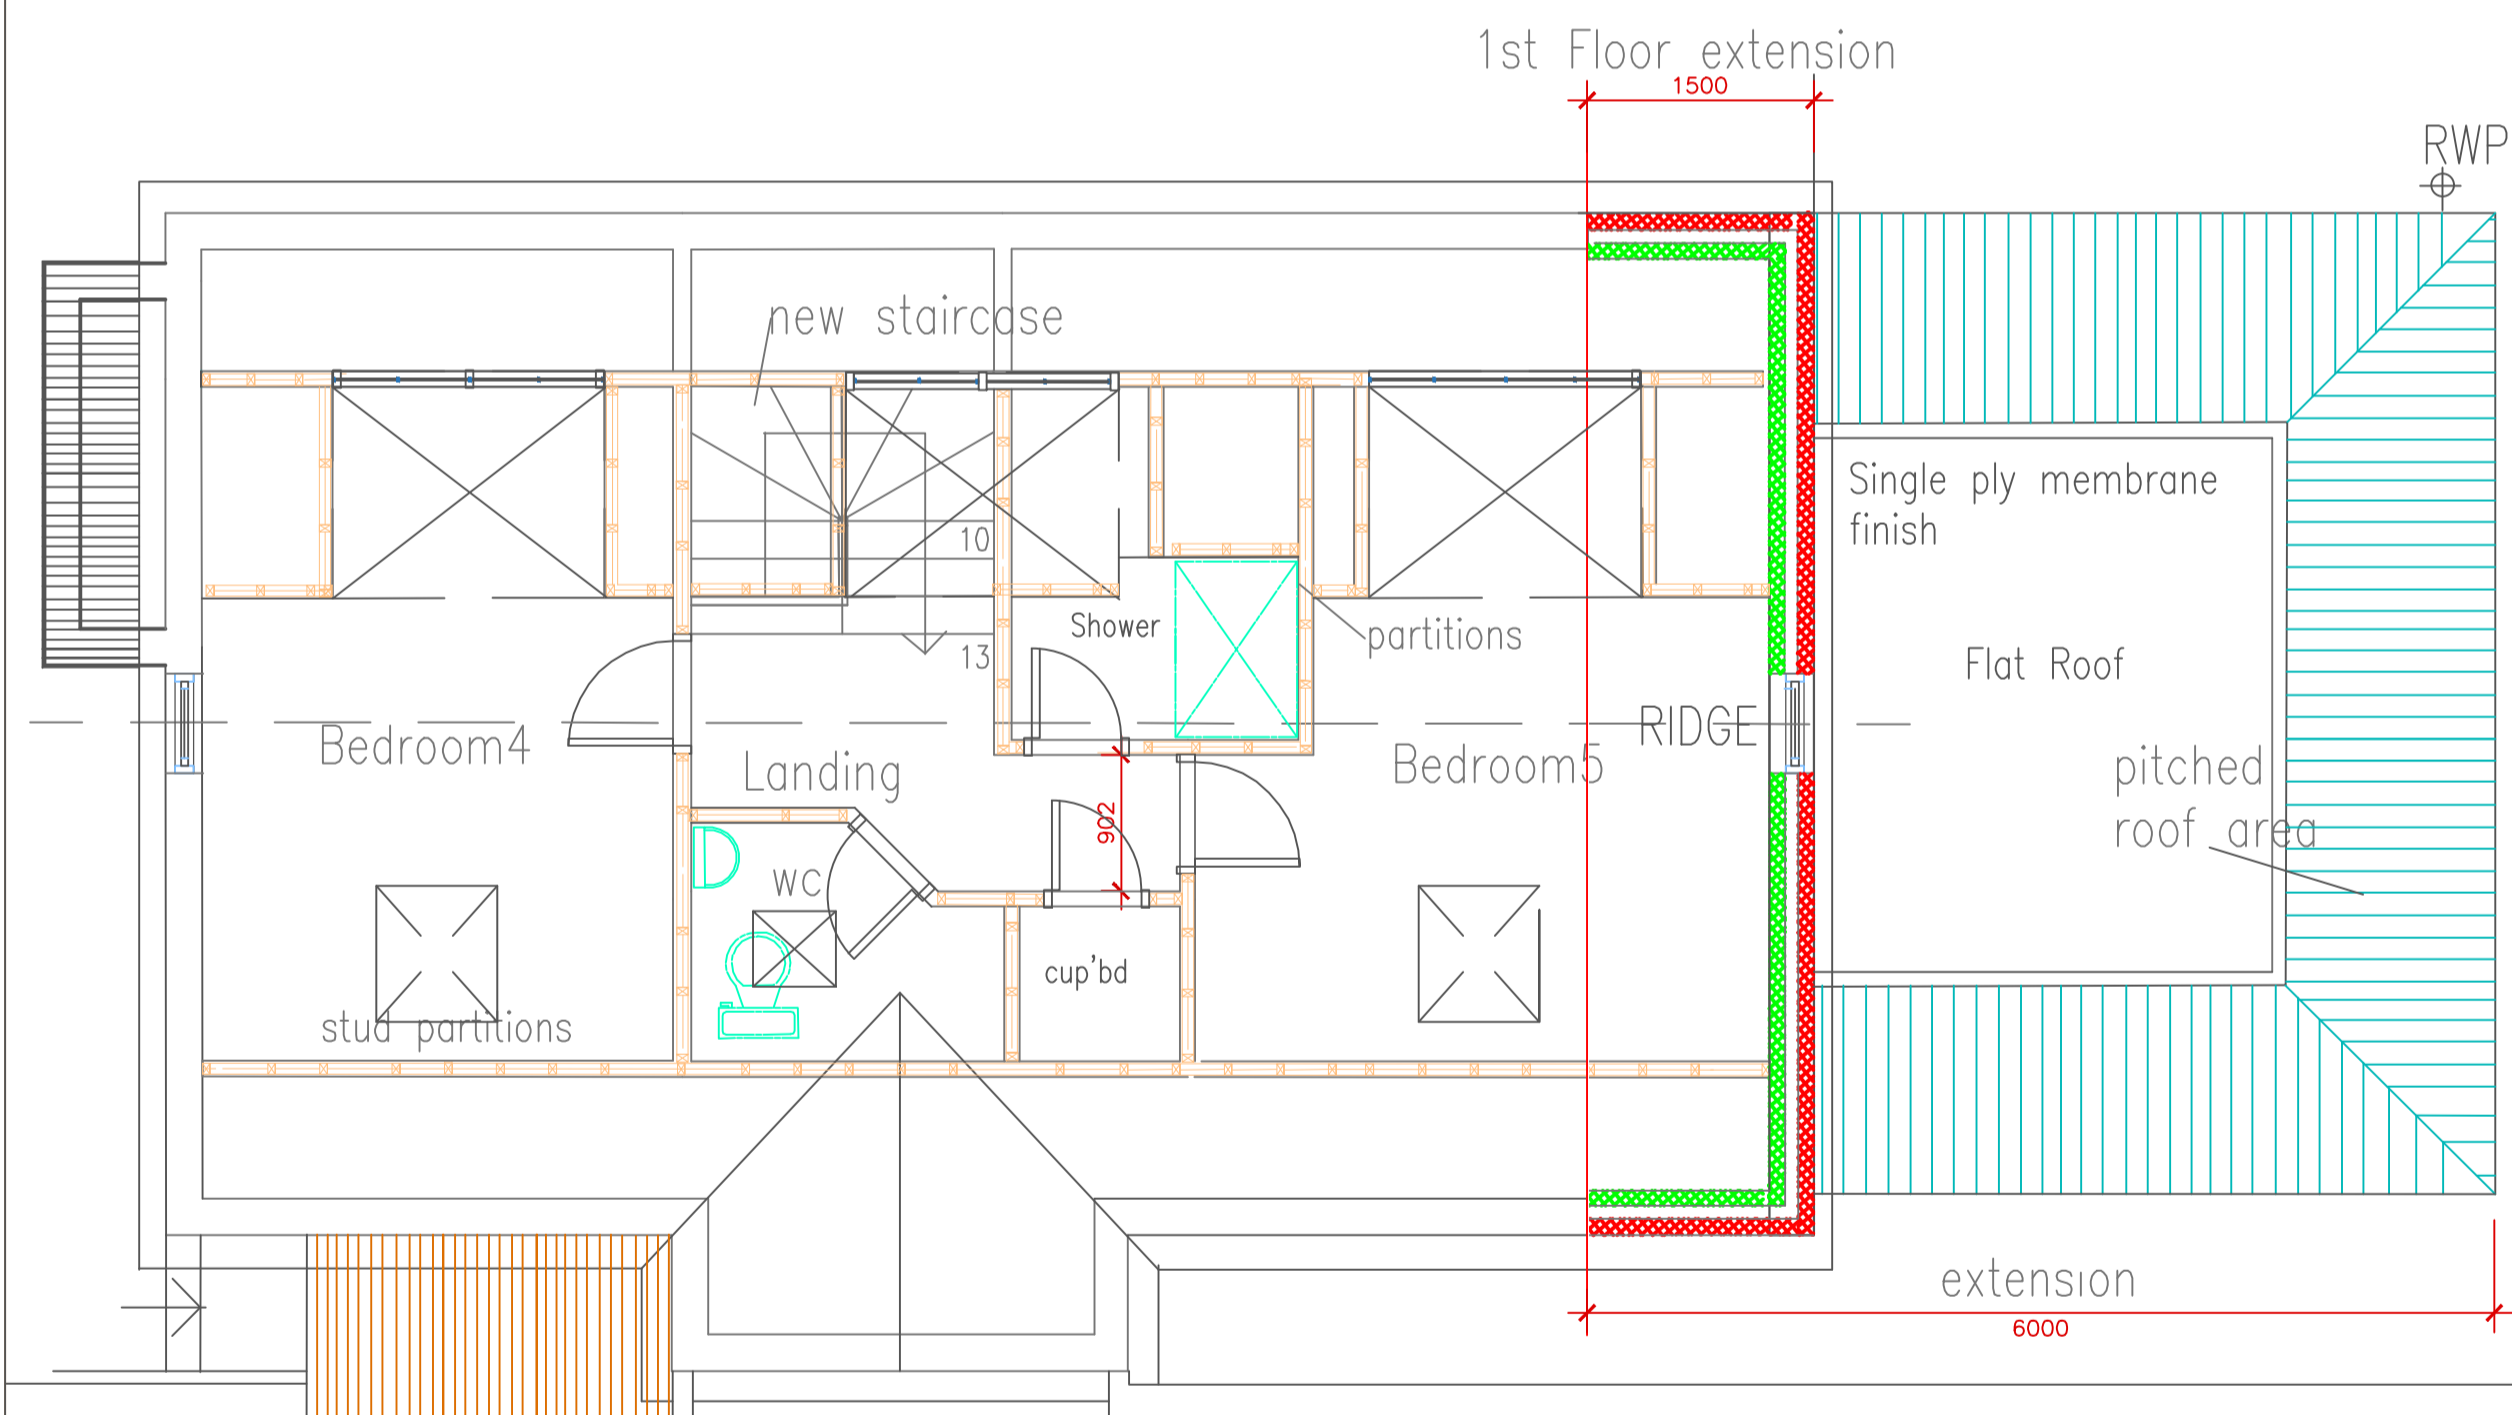 1st Floor extension
1500
RWP
new staircase
Single ply membrane
finish
10
Shower
partitions
13
Flat Roof
RIDGE
Bedroom4
Landing
Bedroom5
pitched
roof area
902
WC
cup'bd
stud partitions
extension
6000